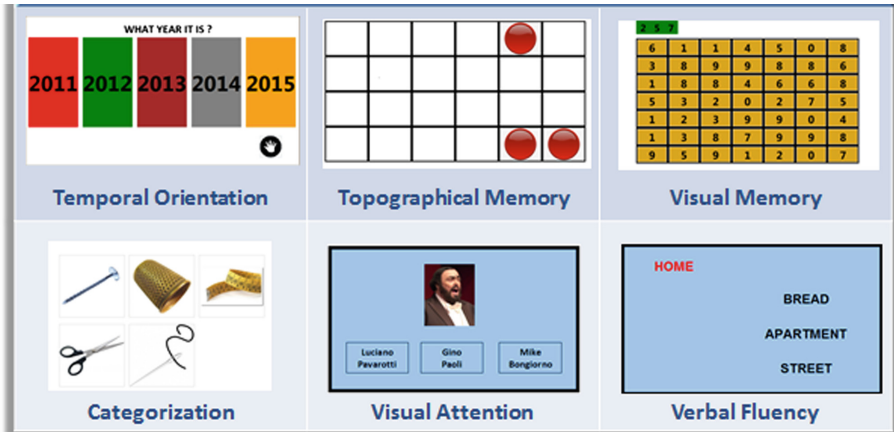 WHAT YEAR IT IS ?
2011 2012 2013 2014 2015
2 5 7
6 1 1 4 5 0 8
3 8 9 9 8 8 6
1 8 8 4 6 6 8
5 3 2 0 2 7 5
1 2 3 9 9 0 4
1 3 8 7 9 9 8
9 5 9 1 2 0 7
Temporal Orientation
Topographical Memory
Visual Memory
Luciano Gino Mike
Pavarotti Paoli Bongiorno
HOME
BREAD
APARTMENT
STREET
Categorization
Visual Attention
Verbal Fluency